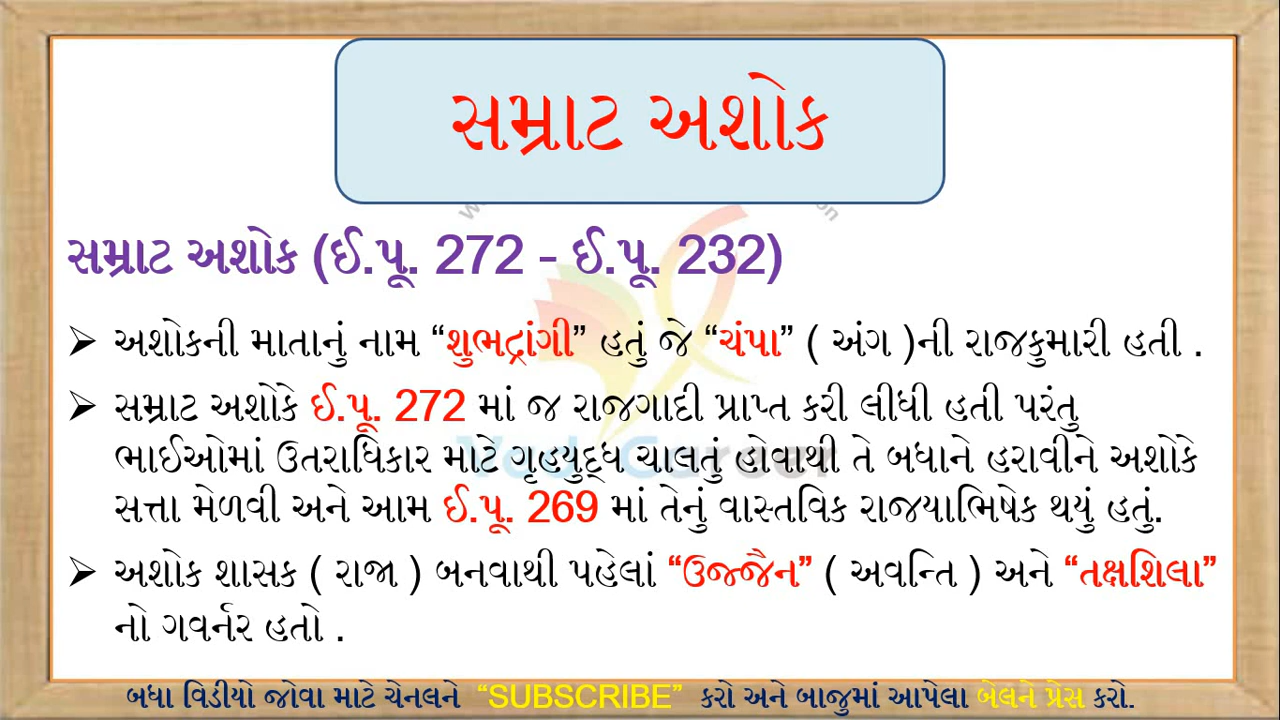 સમ્રાટ અશોક
સમ્રાટ અશોક (ઈ.પૂ. 272 - ઈ.પૂ. 232)
➢ અશોકની માતાનું નામ “શુભદ્રાંગી” હતું જે “ચંપા” ( અંગ )ની રાજકુમારી હતી .
➢ સમ્રાટ અશોકે ઈ.પૂ. 272 માં જ રાજગાદી પ્રાપ્ત કરી લીધી હતી પરંતુ
ભાઈઓમાં ઉતરાધિકાર માટે ગૃહયુદ્ધ ચાલતું હોવાથી તે બધાને હરાવીને અશોકે
સત્તા મેળવી અને આમ ઈ.પૂ. 269 માં તેનું વાસ્તવિક રાજયાભિષેક થયું હતું.
➢ અશોક શાસક ( રાજા ) બનવાથી પહેલાં “ઉજ્જૈન” ( અવન્તિ ) અને “તક્ષશિલા”
નો ગવર્નર હતો .
બધા વિડીયો જોવા માટે ચેનલને “SUBSCRIBE” કરો અને બાજુમાં આપેલા બેલને પ્રેસ કરો.